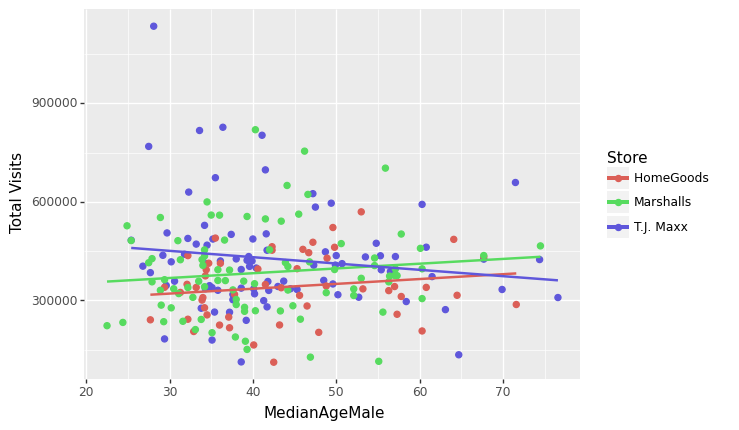 900000
600000
300000
Total Visits
20
30
40
50
60
70
MedianAgeMale
Store
HomeGoods
Marshalls
T.J. Maxx